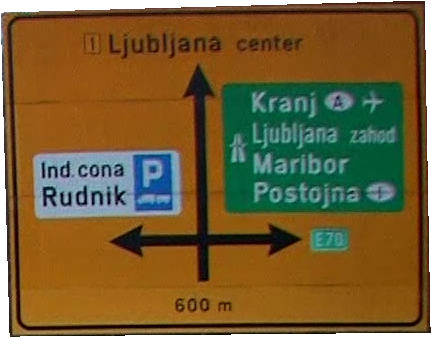 1 Ljubljana center
Kranj A
Ljubljana zahod
Maribor
Postojna I
Ind. cona
Rudnik
P
E70
600 m